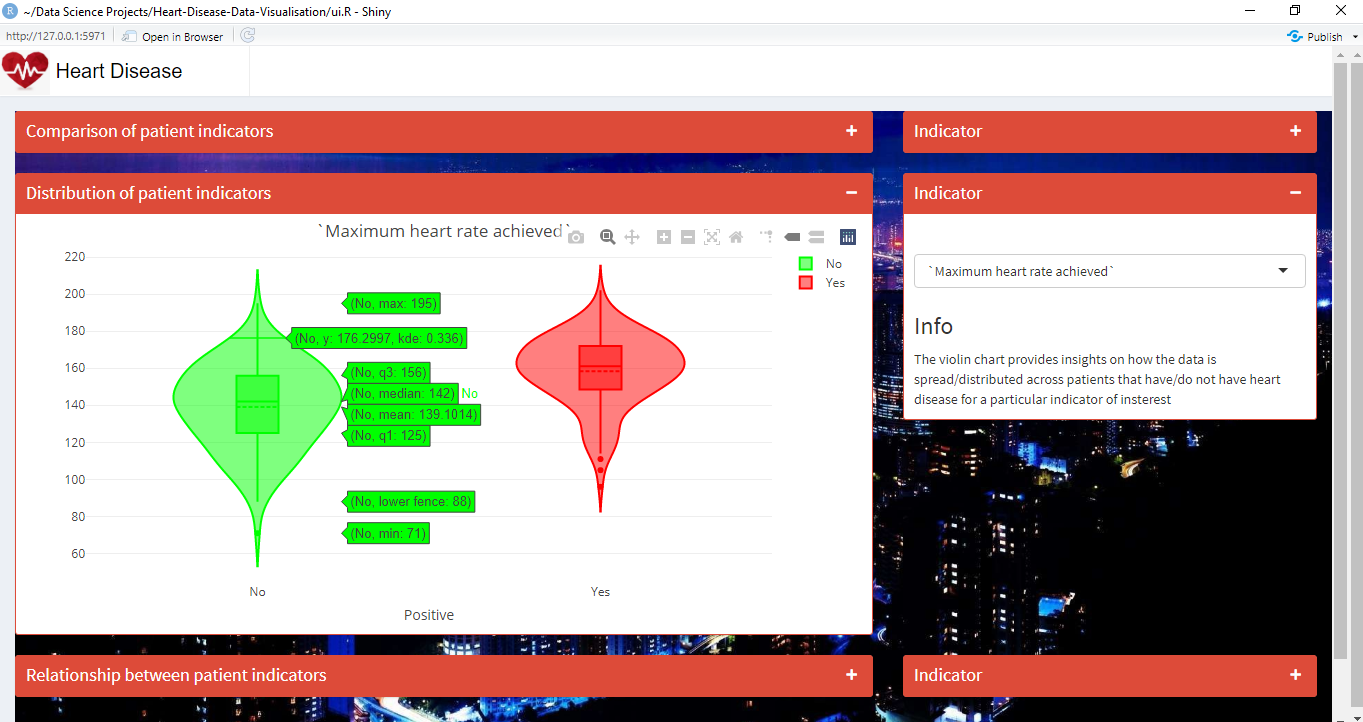 ~/Data Science Projects/Heart-Disease-Data-Visualisation/ui.R - Shiny
http://127.0.0.1:5971 Open in Browser Publish
Heart Disease
Comparison of patient indicators
Indicator
Distribution of patient indicators
Indicator
`Maximum heart rate achieved`
220
200
180
160
140
120
100
80
60
(No, max: 195)
(No, y: 176.2997, kde: 0.336)
(No, q3: 156)
(No, median: 142) No
(No, mean: 139.1014)
(No, q1: 125)
(No, lower fence: 88)
(No, min: 71)
No
Yes
No
Yes
Positive
`Maximum heart rate achieved`
Info
The violin chart provides insights on how the data is
spread/distributed across patients that have/do not have heart
disease for a particular indicator of insterest
Relationship between patient indicators
Indicator